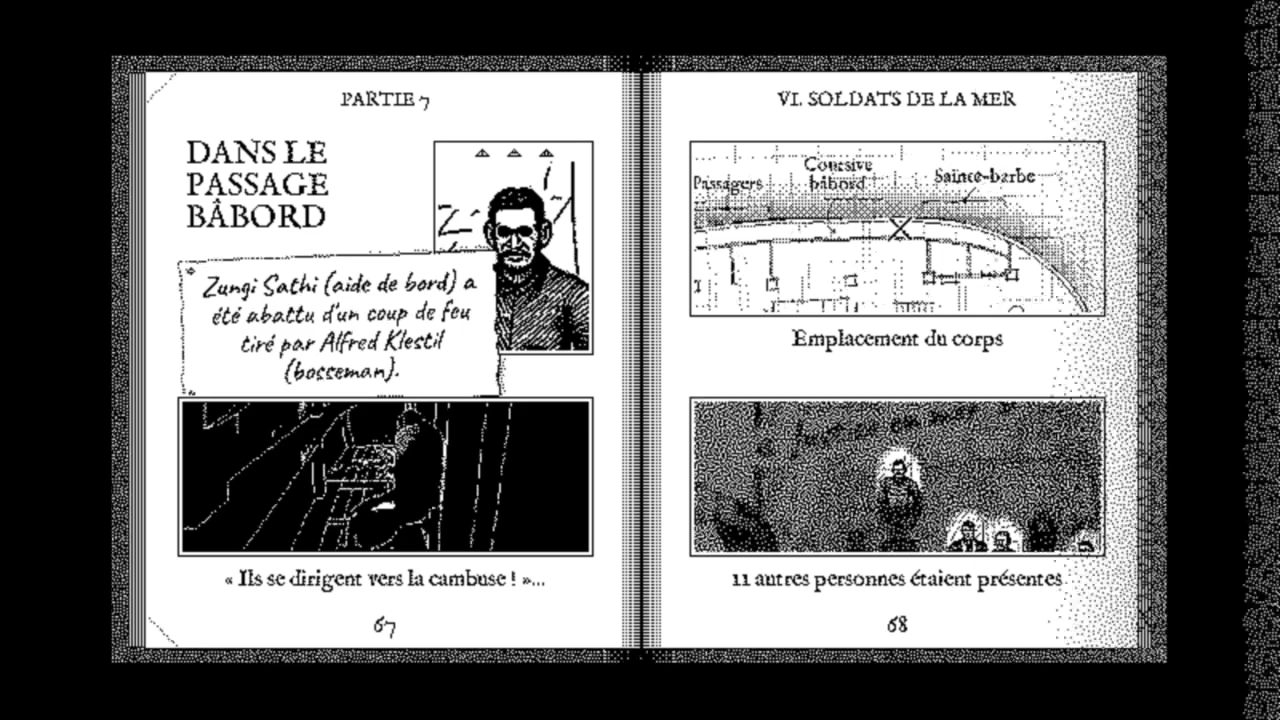 PARTIE 7
DANS LE
PASSAGE
BÂBORD
Zungi Sathi (aide de bord) a
été abattu d'un coup de feu
tiré par Alfred Klestil
(bosseman).
« Ils se dirigent vers la cambuse ! »...
67
VI. SOLDATS DE LA MER
Passagers
Coursive
bâbord
Sainte-barbe
Emplacement du corps
11 autres personnes étaient présentes
68